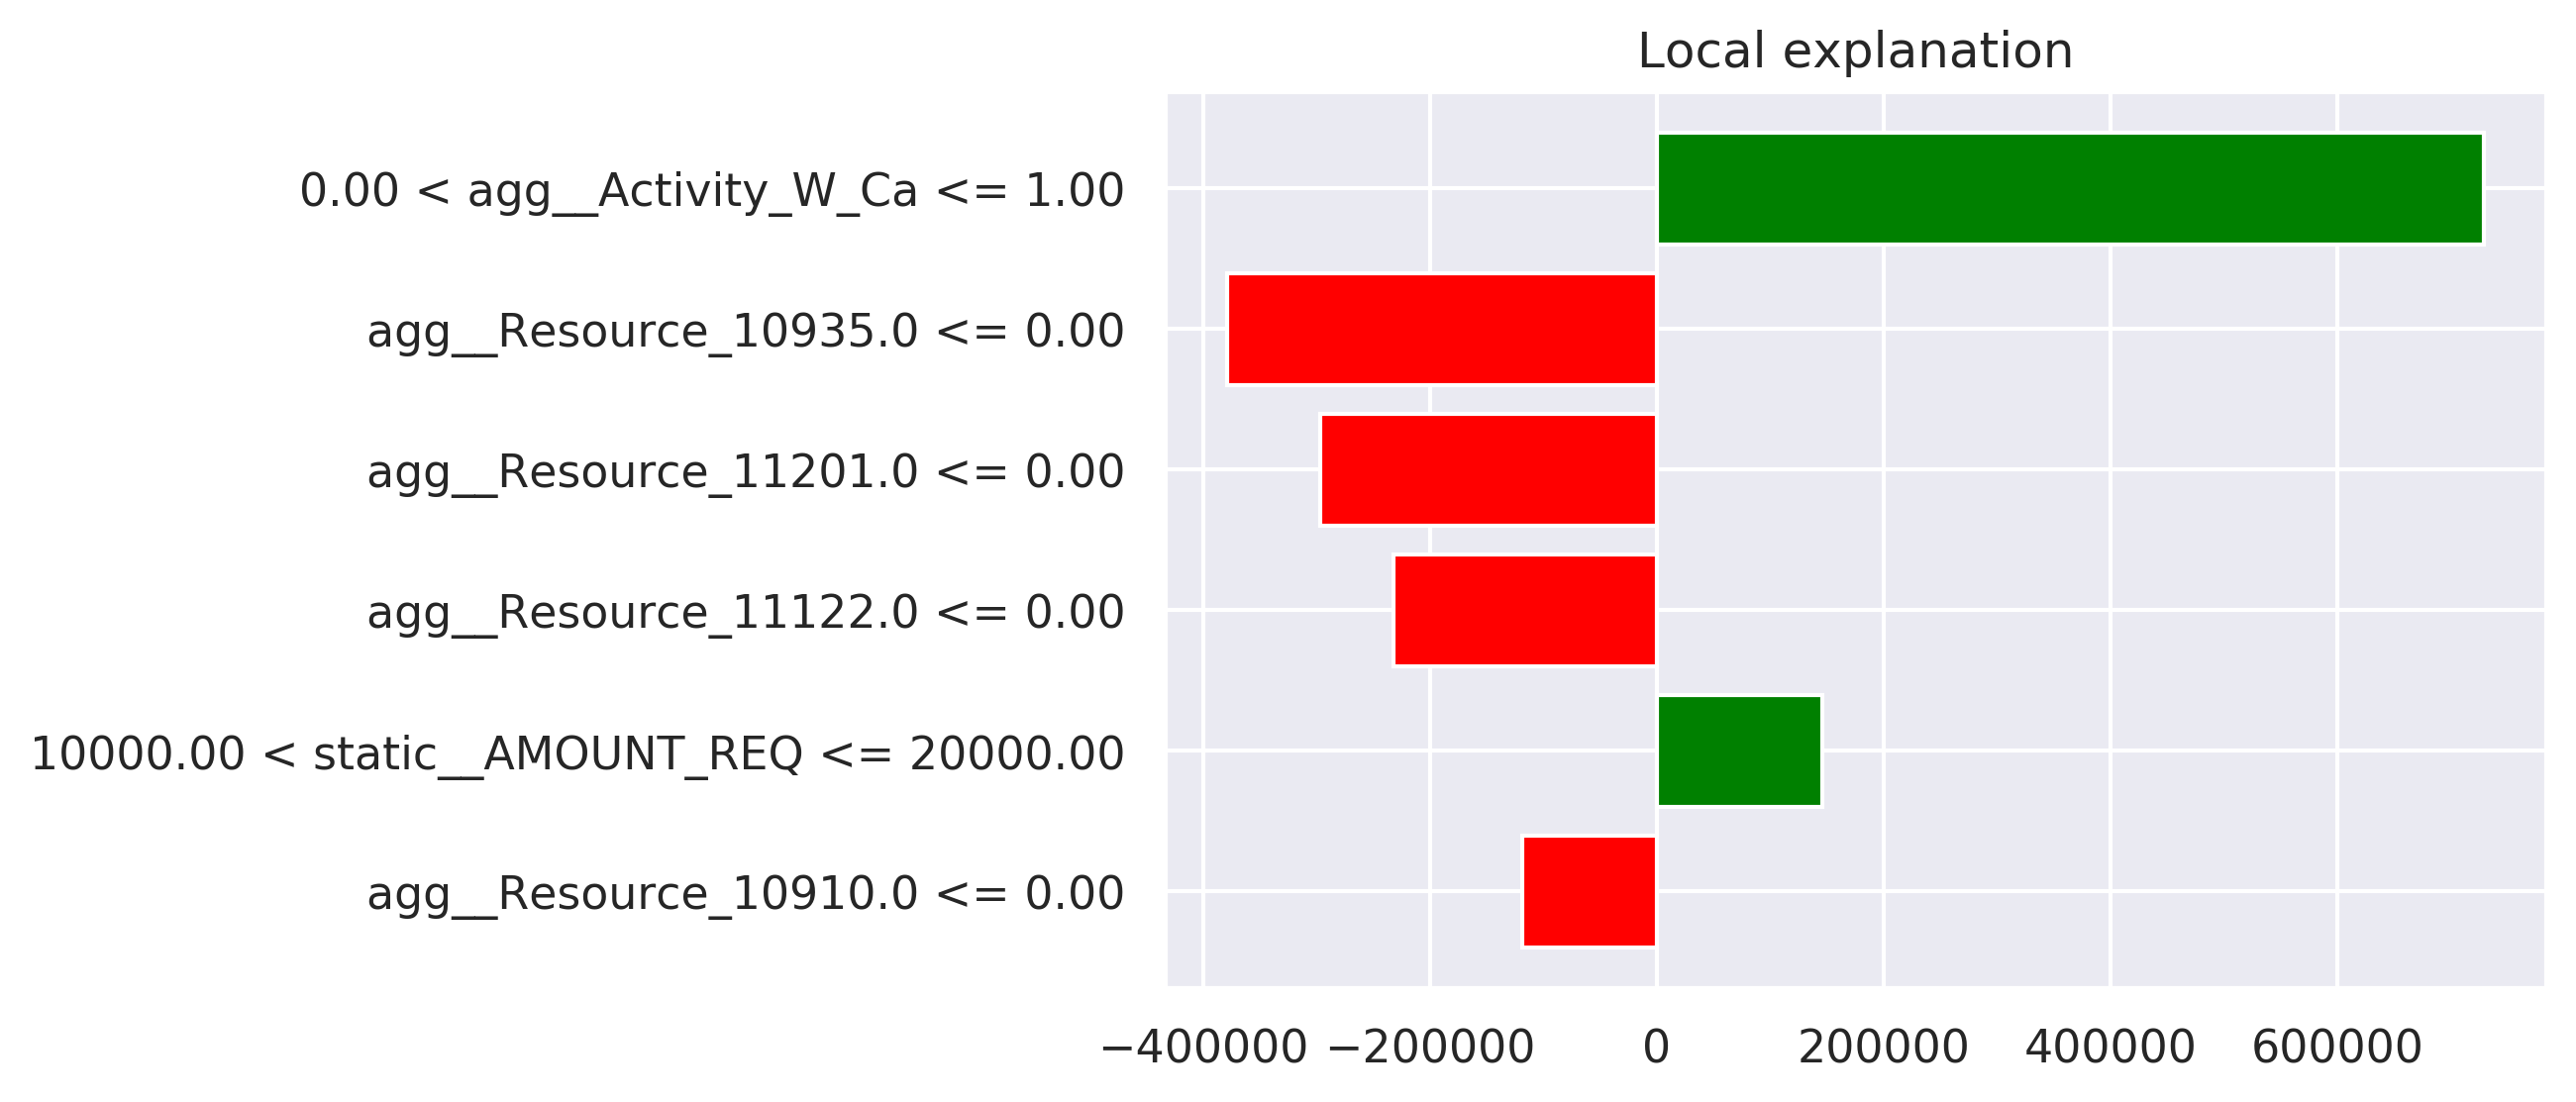 Local explanation
0.00 < agg__Activity_W_Ca <= 1.00
agg__Resource_10935.0 <= 0.00
agg__Resource_11201.0 <= 0.00
agg__Resource_11122.0 <= 0.00
10000.00 < static__AMOUNT_REQ <= 20000.00
agg__Resource_10910.0 <= 0.00
−400000 −200000 0 200000 400000 600000